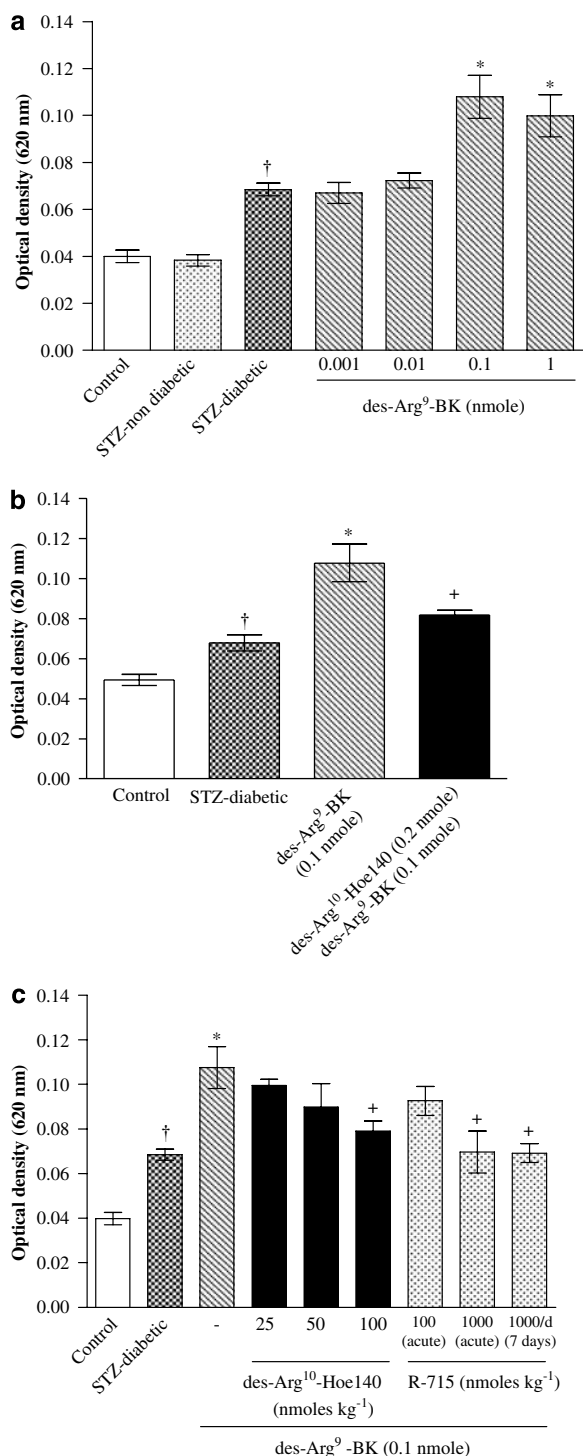 a
Optical density (620 nm)
0.14
0.12
0.10
0.08
0.06
0.04
0.02
0.00
†
*
*
Control
STZ-non diabetic
STZ-diabetic
0.001 0.01 0.1 1
des-Arg⁹-BK (nmole)
b
Optical density (620 nm)
0.14
0.12
0.10
0.08
0.06
0.04
0.02
0.00
†
*
+
Control
STZ-diabetic
des-Arg⁹-BK
(0.1 nmole)
des-Arg¹⁰-Hoe140 (0.2 nmole)
des-Arg⁹-BK (0.1 nmole)
c
Optical density (620 nm)
0.14
0.12
0.10
0.08
0.06
0.04
0.02
0.00
†
*
+
+
+
Control
STZ-diabetic
- 25 50 100 100 1000 1000/d
(acute) (acute) (7 days)
des-Arg¹⁰-Hoe140 R-715 (nmoles kg⁻¹)
(nmoles kg⁻¹)
des-Arg⁹ -BK (0.1 nmole)